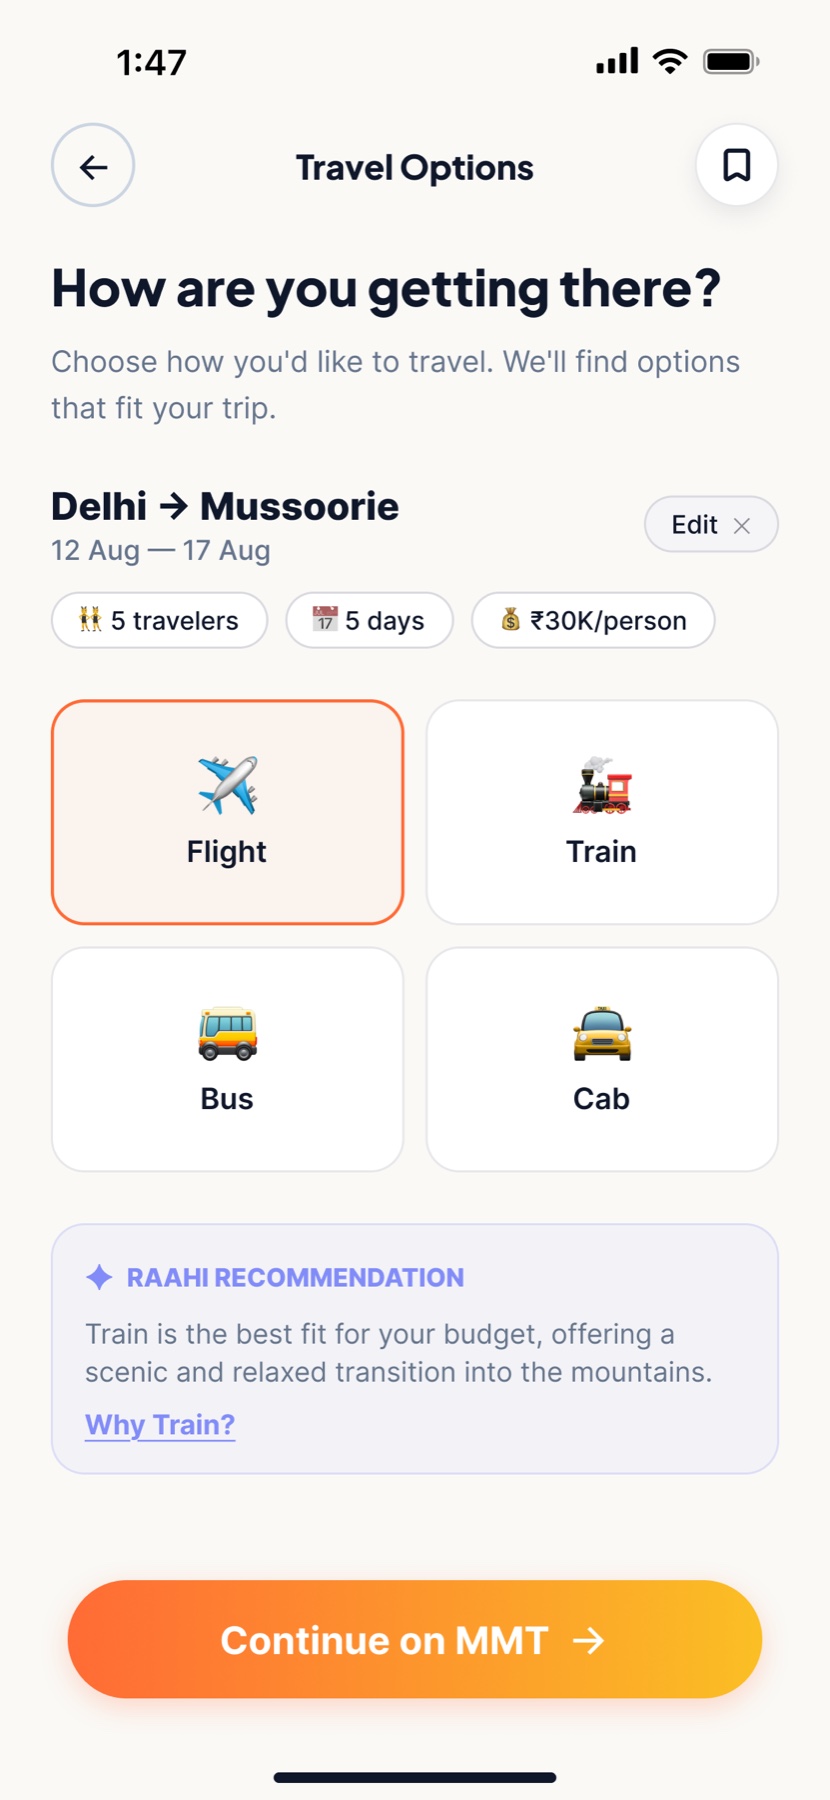 1:47
Travel Options
How are you getting there?
Choose how you'd like to travel. We'll find options
that fit your trip.
Delhi → Mussoorie
Edit ×
12 Aug — 17 Aug
5 travelers
17 5 days
₹30K/person
Flight
Train
Bus
Cab
RAAHI RECOMMENDATION
Train is the best fit for your budget, offering a
scenic and relaxed transition into the mountains.
Why Train?
Continue on MMT →